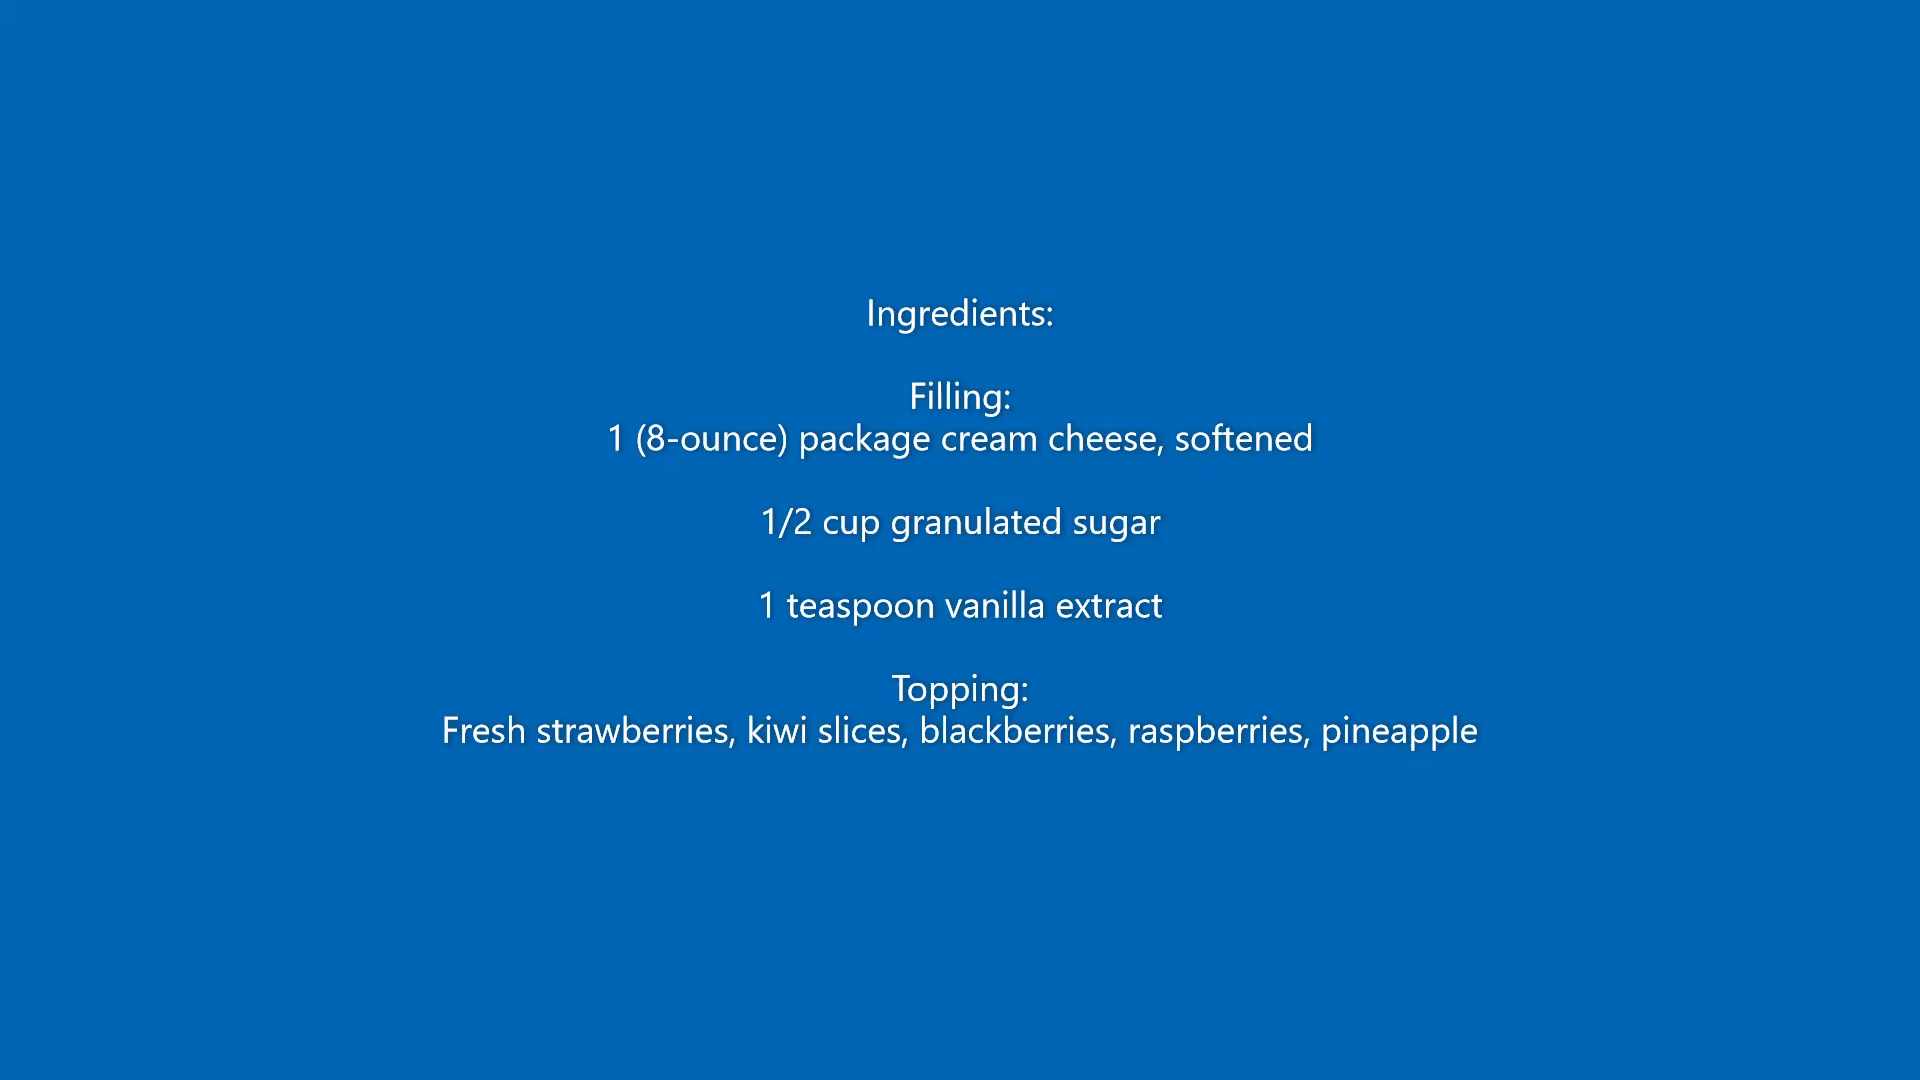 Ingredients:
Filling:
1 (8-ounce) package cream cheese, softened
1/2 cup granulated sugar
1 teaspoon vanilla extract
Topping:
Fresh strawberries, kiwi slices, blackberries, raspberries, pineapple